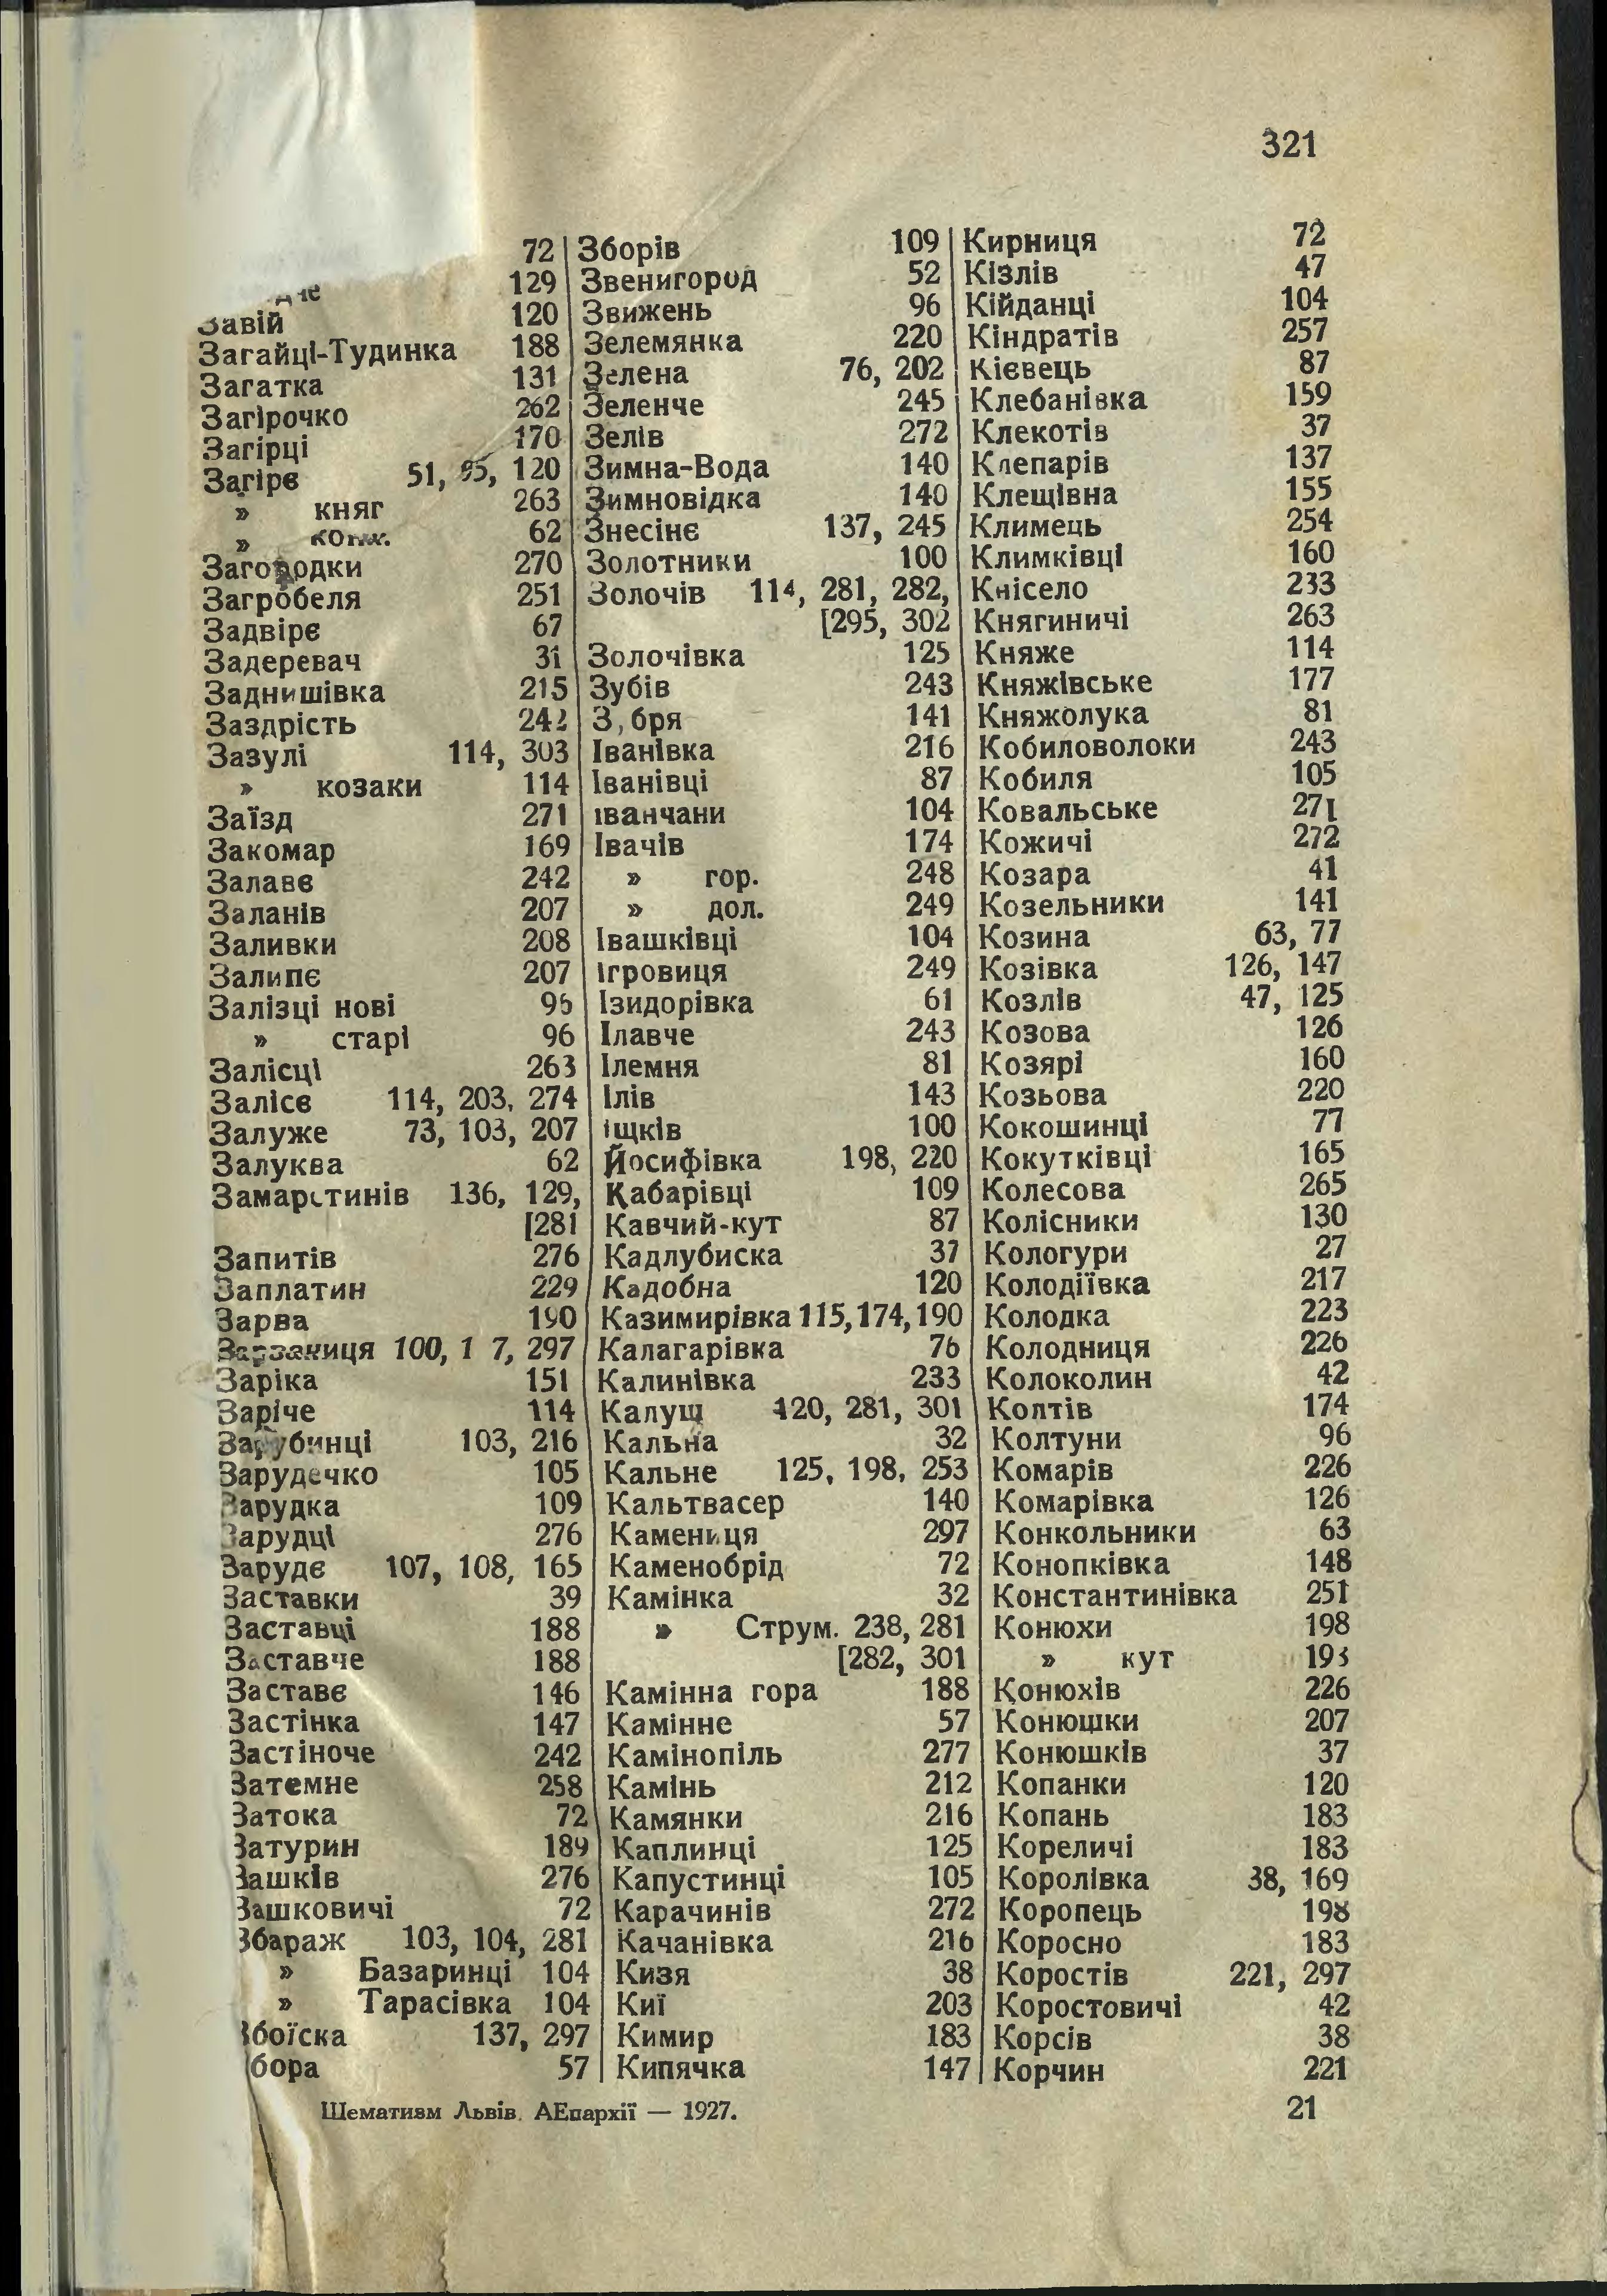 321
72
129
Завій 120
Загайці-Тудинка 188
Загатка 131
Загірочко 262
Загірці 170
Загіре 51, 95, 120
» княг 263
» 62
Загородки 270
Загробеля 251
Задвірє 67
Задеревач 31
Заднишівка 215
Заздрість 242
Зазулі 114, 303
» козаки 114
Заїзд 271
Закомар 169
Залаве 242
Заланів 207
Заливки 208
Залипє 207
Залізці нові 96
» старі 96
Залісці 263
Залісе 114, 203, 274
Залуже 73, 103, 207
Залуква 62
Замарстинів 136, 129,
[281
Запитів 276
Заплатин 229
Зарва 190
Зарваниця 100, 1 7, 297
Заріка 151
Заріче 114
Зарубинці 103, 216
Зарудечко 105
Зарудка 109
Зарудці 276
Заруде 107, 108, 165
Заставки 39
Заставці 188
Заставче 188
Заставе 146
Застінка 147
Застіноче 242
Затемне 258
Затока 72
Затурин 189
Зашків 276
Зашковичі 72
Збараж 103, 104, 281
» Базаринці 104
» Тарасівка 104
Збоїска 137, 297
бора 57
Зборів 109
Звенигород 52
Звижень 96
Зелемянка 220
Зелена 76, 202
Зеленче 245
Зелів 272
Зимна-Вода 140
Зимновідка 140
Знесінє 137, 245
Золотники 100
Золочів 114, 281, 282,
[295, 302
Золочівка 125
Зубів 243
З,бря 141
Іванівка 216
Іванівці 87
Іванчани 104
Івачів 174
» гор. 248
» дол. 249
Івашківці 104
Ігровиця 249
Ізидорівка 61
Ілавче 243
Ілемня 81
Ілів 143
Іщків 100
Йосифівка 198, 220
Кабарівці 109
Кавчий-кут 87
Кадлубиска 37
Кадобна 120
Казимирівка 115,174,190
Калагарівка 76
Калинівка 233
Калущ 120, 281, 301
Кальна 32
Кальне 125, 198, 253
Кальтвасер 140
Камениця 297
Каменобрід 72
Камінка 32
» Струм. 238, 281
[282, 301
Камінна гора 188
Камінне 57
Камінопіль 277
Камінь 212
Камянки 216
Каплинці 125
Капустинці 105
Карачинів 272
Качанівка 216
Кизя 38
Киї 203
Кимир 183
Кипячка 147
Кирниця 72
Кізлів 47
Кійданці 104
Кіндратів 257
Кієвець 87
Клебанівка 159
Клекотів 37
Клепарів 137
Клещівна 155
Климець 254
Климківці 160
Кнісело 233
Княгиничі 263
Княже 114
Княжівське 177
Княжолука 81
Кобиловолоки 243
Кобиля 105
Ковальське 271
Кожичі 272
Козара 41
Козельники 141
Козина 63, 77
Козівка 126, 147
Козлів 47, 125
Козова 126
Козярі 160
Козьова 220
Кокошинці 77
Кокутківці 165
Колесова 265
Колісники 130
Кологури 27
Колодіївка 217
Колодка 223
Колодниця 226
Колоколин 42
Колтів 174
Колтуни 96
Комарів 226
Комарівка 126
Конкольники 63
Конопківка 148
Константинівка 251
Конюхи 198
» кут 193
Конюхів 226
Конюшки 207
Конюшків 37
Копанки 120
Копань 183
Кореличі 183
Королівка 38, 169
Коропець 198
Коросно 183
Коростів 221, 297
Коростовичі 42
Корсів 38
Корчин 221
Шематизм Львів. АЕпархії — 1927.
21